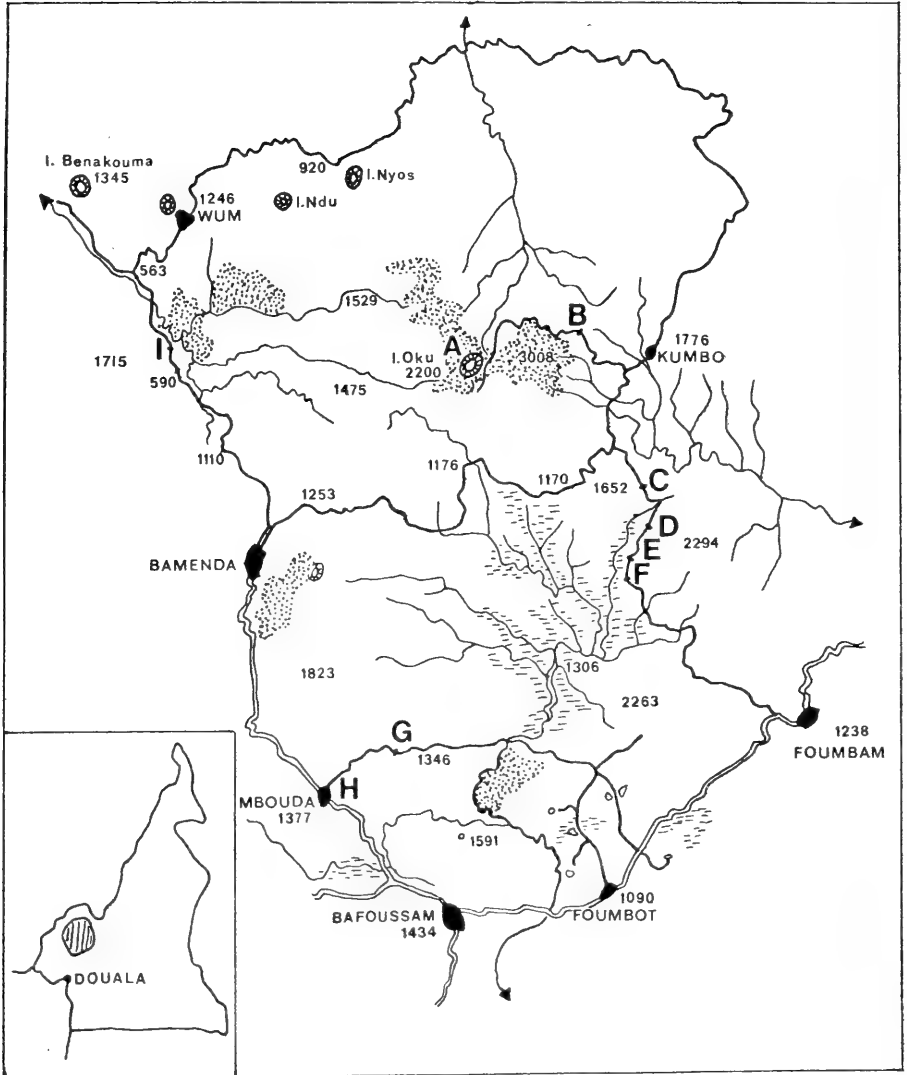 l. Benakouma
1345
920
l.Nyos
l.Ndu
1246
WUM
563
1529
I
1715
590
A
l.Oku
2200
3008
B
1776
KUMBO
1475
1110
1176
1170
1652
C
1253
D
E
2294
F
BAMENDA
1306
1823
2263
1238
FOUMBAM
G
1346
H
MBOUDA
1377
1591
1090
FOUMBOT
BAFOUSSAM
1434
DOUALA